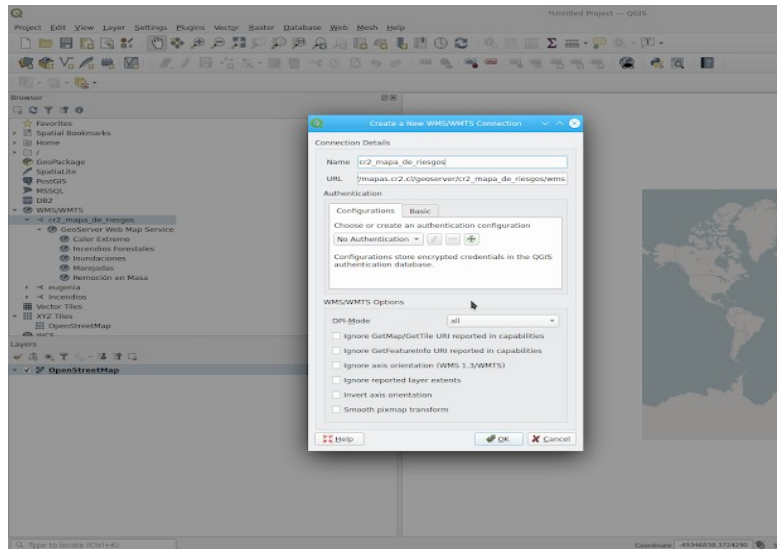 *Untitled Project — QGIS
Project Edit View Layer Settings Plugins Vector Raster Database Web Mesh Help
Browser
Favorites
Spatial Bookmarks
Home
/
GeoPackage
SpatiaLite
PostGIS
MSSQL
DB2
WMS/WMTS
cr2_mapa_de_riesgos
GeoServer Web Map Service
Calor Extremo
Incendios Forestales
Inundaciones
Marejadas
Remoción en Masa
eugenia
Incendios
Vector Tiles
XYZ Tiles
OpenStreetMap
WCS
Layers
OpenStreetMap
Create a New WMS/WMTS Connection
Connection Details
Name cr2_mapa_de_riesgos
URL /mapas.cr2.cl/geoserver/cr2_mapa_de_riesgos/wms
Authentication
Configurations Basic
Choose or create an authentication configuration
No Authentication
Configurations store encrypted credentials in the QGIS
authentication database.
WMS/WMTS Options
DPI-Mode all
Ignore GetMap/GetTile URI reported in capabilities
Ignore GetFeatureInfo URI reported in capabilities
Ignore axis orientation (WMS 1.3/WMTS)
Ignore reported layer extents
Invert axis orientation
Smooth pixmap transform
Help OK Cancel
Type to locate (Ctrl+K)
Coordinate